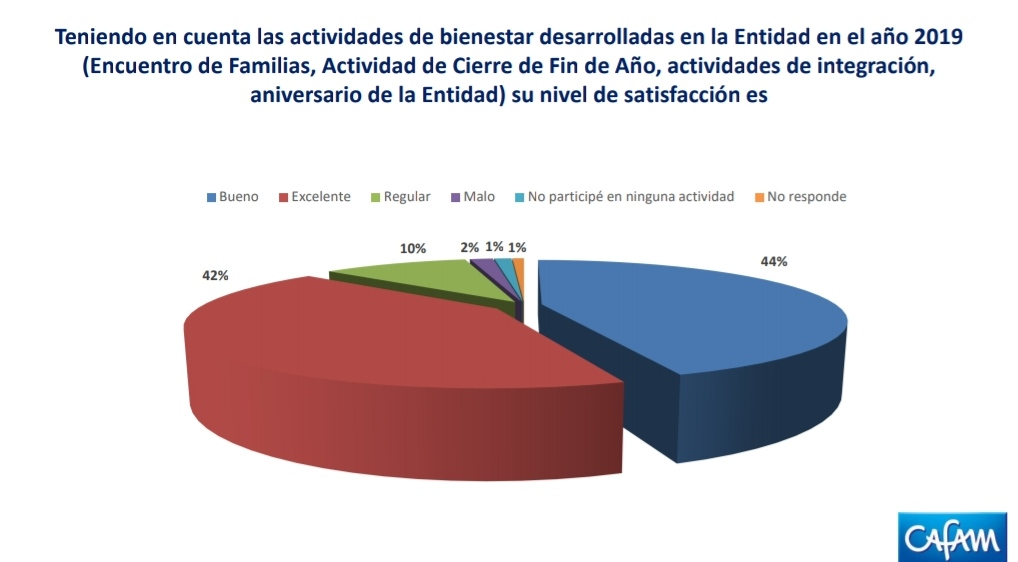 Teniendo en cuenta las actividades de bienestar desarrolladas en la Entidad en el año 2019
(Encuentro de Familias, Actividad de Cierre de Fin de Año, actividades de integración,
aniversario de la Entidad) su nivel de satisfacción es
Bueno Excelente Regular Malo No participé en ninguna actividad No responde
10% 2% 1% 1%
44%
42%
CAFAM